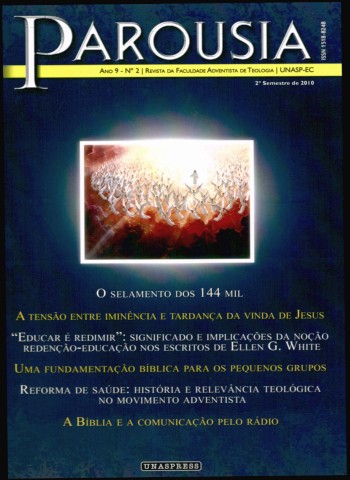 PAROUSIA
ISSN 1518-8248
ANO 9 - Nº 2 | REVISTA DA FACULDADE ADVENTISTA DE TEOLOGIA | UNASP-EC
2º Semestre de 2010
O SELAMENTO DOS 144 MIL
A TENSÃO ENTRE IMINÊNCIA E TARDANÇA DA VINDA DE JESUS
"EDUCAR É REDIMIR": SIGNIFICADO E IMPLICAÇÕES DA NOÇÃO
REDENÇÃO-EDUCAÇÃO NOS ESCRITOS DE ELLEN G. WHITE
UMA FUNDAMENTAÇÃO BÍBLICA PARA OS PEQUENOS GRUPOS
REFORMA DE SAÚDE: HISTÓRIA E RELEVÂNCIA TEOLÓGICA
NO MOVIMENTO ADVENTISTA
A BÍBLIA E A COMUNICAÇÃO PELO RÁDIO
UNASPRESS